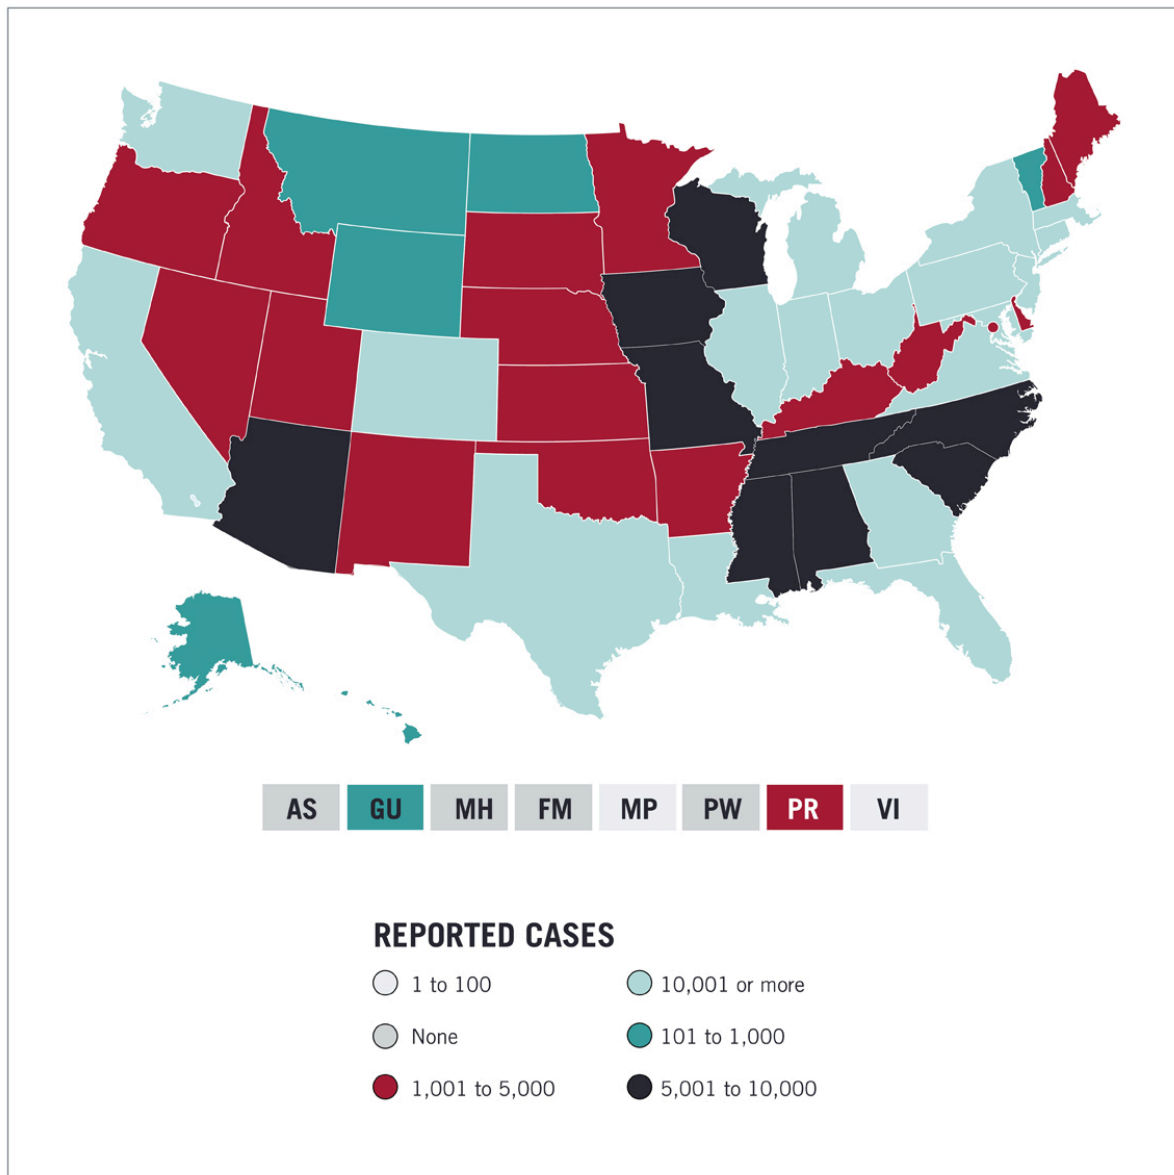 AS GU MH FM MP PW PR VI
REPORTED CASES
1 to 100
10,001 or more
None
101 to 1,000
1,001 to 5,000
5,001 to 10,000